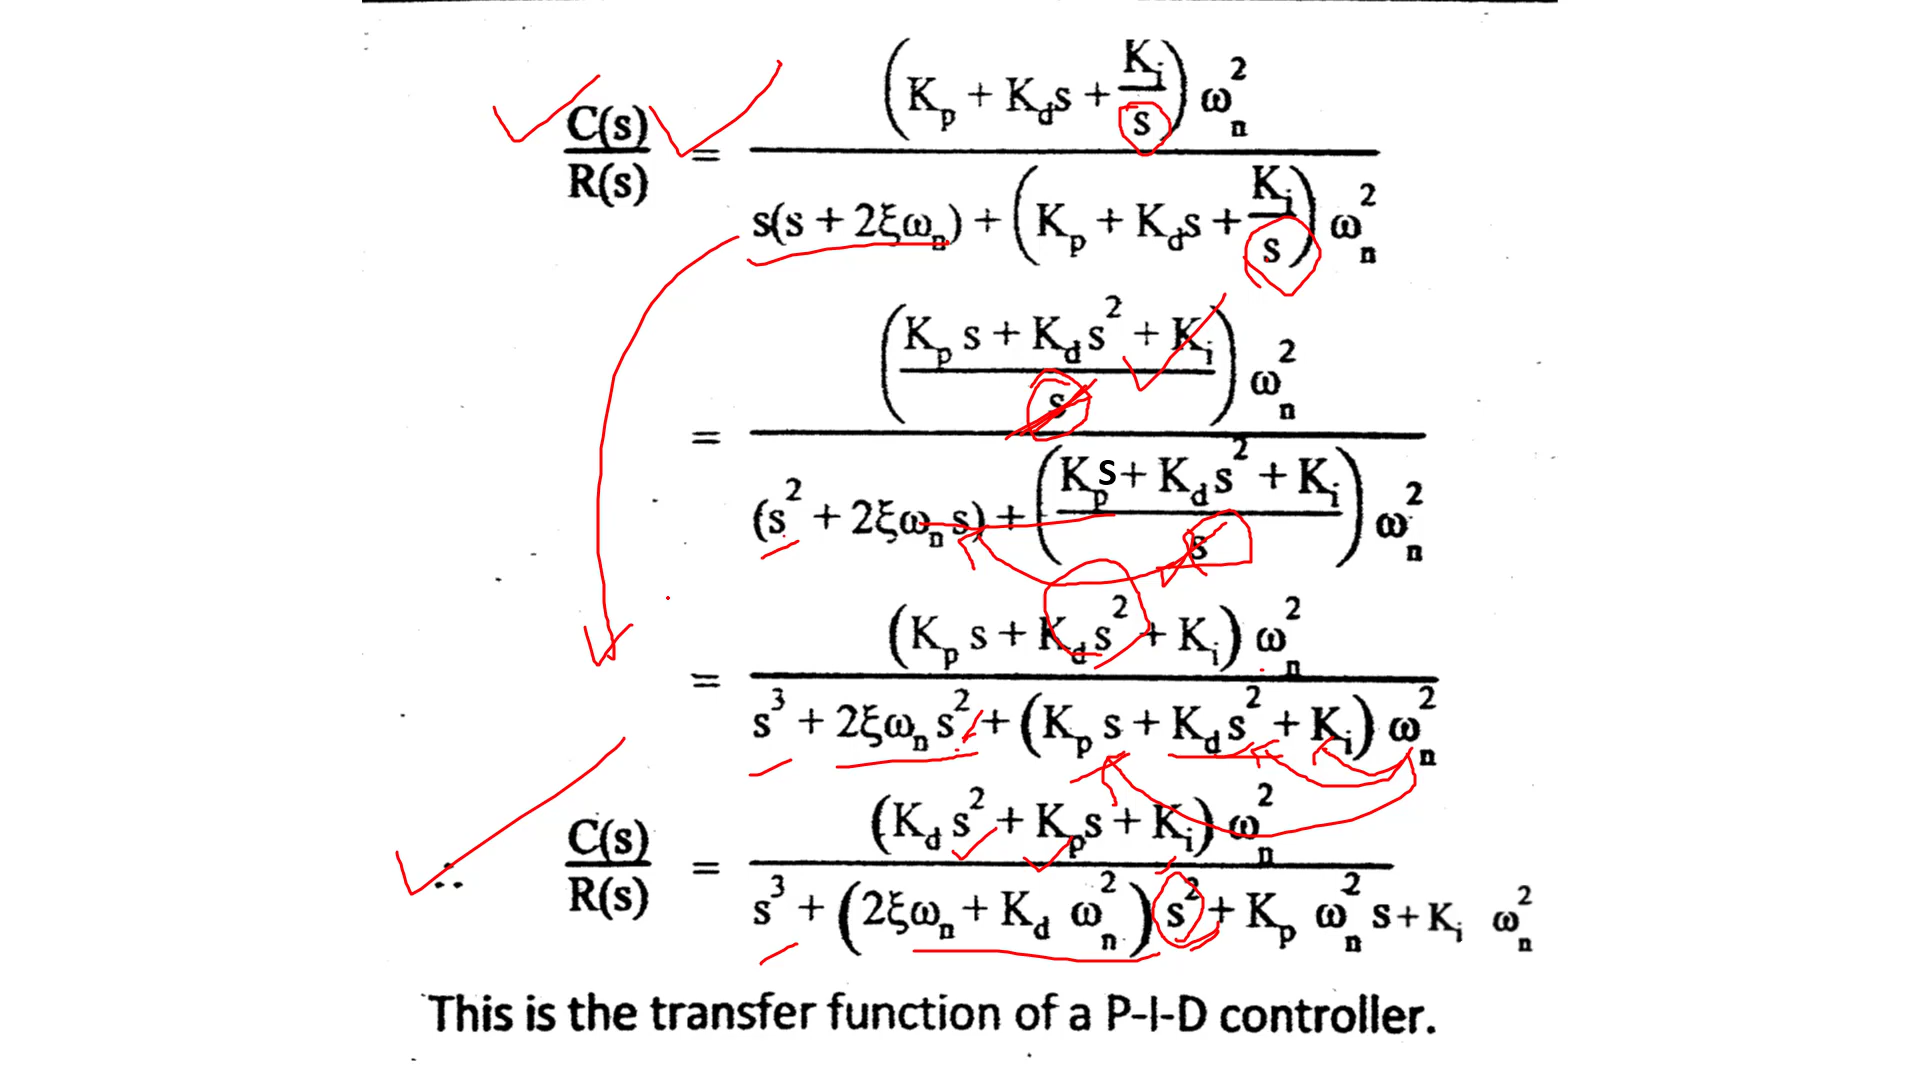 C(s)/R(s) = (K_p + K_d s + K_i/s) ω_n^2 / s(s + 2ξω_n) + (K_p + K_d s + K_i/s) ω_n^2
= ((K_p s + K_d s^2 + K_i)/s) ω_n^2 / (s^2 + 2ξω_n s) + ((K_p s + K_d s^2 + K_i)/s) ω_n^2
= (K_p s + K_d s^2 + K_i) ω_n^2 / s^3 + 2ξω_n s^2 + (K_p s + K_d s^2 + K_i) ω_n^2
∴ C(s)/R(s) = (K_d s^2 + K_p s + K_i) ω_n^2 / s^3 + (2ξω_n + K_d ω_n^2) s^2 + K_p ω_n^2 s + K_i ω_n^2
This is the transfer function of a P-I-D controller.